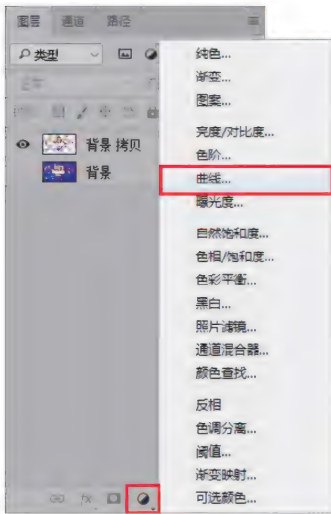 图层 通道 路径
类型
正常
背景 拷贝
背景
fx
纯色...
渐变...
图案...
亮度/对比度...
色阶...
曲线...
曝光度...
自然饱和度...
色相/饱和度...
色彩平衡...
黑白...
照片滤镜...
通道混合器...
颜色查找...
反相
色调分离...
阈值...
渐变映射...
可选颜色...